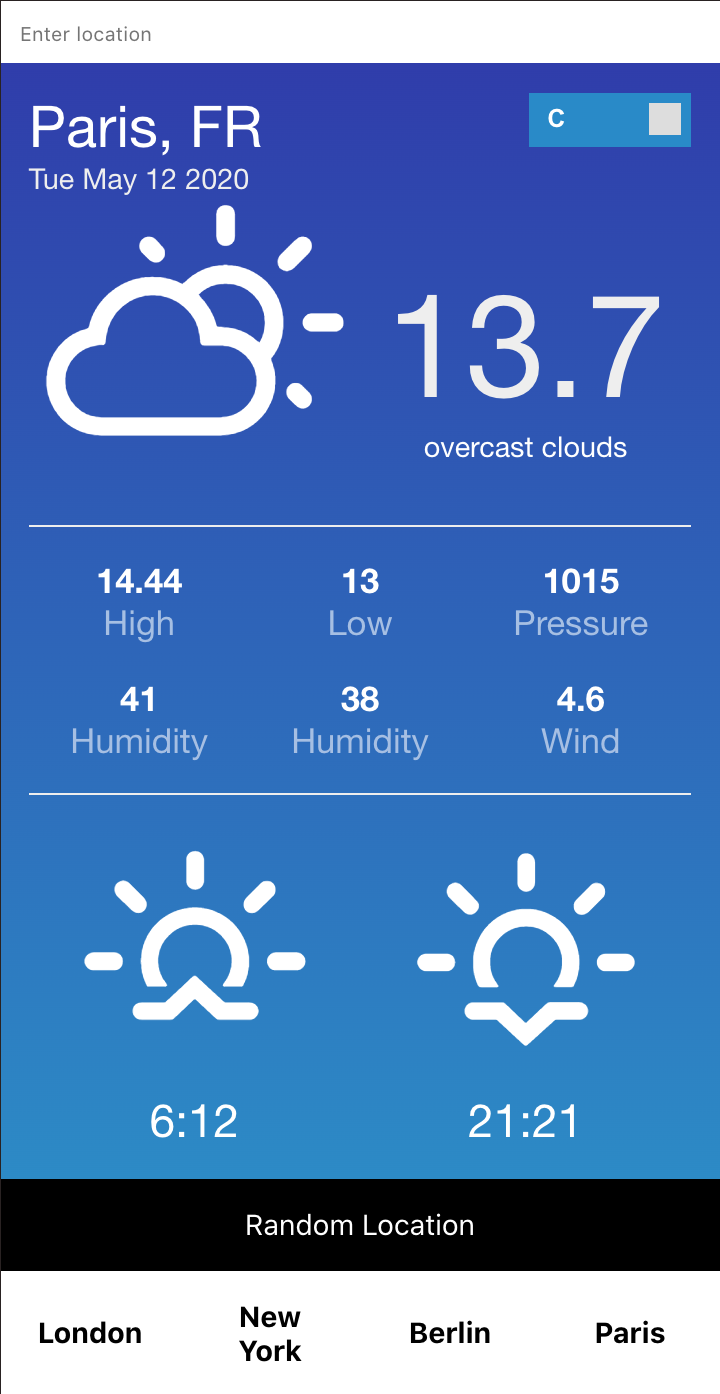 Enter location
Paris, FR
C
Tue May 12 2020
13.7
overcast clouds
14.44 13 1015
High Low Pressure
41 38 4.6
Humidity Humidity Wind
6:12 21:21
Random Location
London New York Berlin Paris